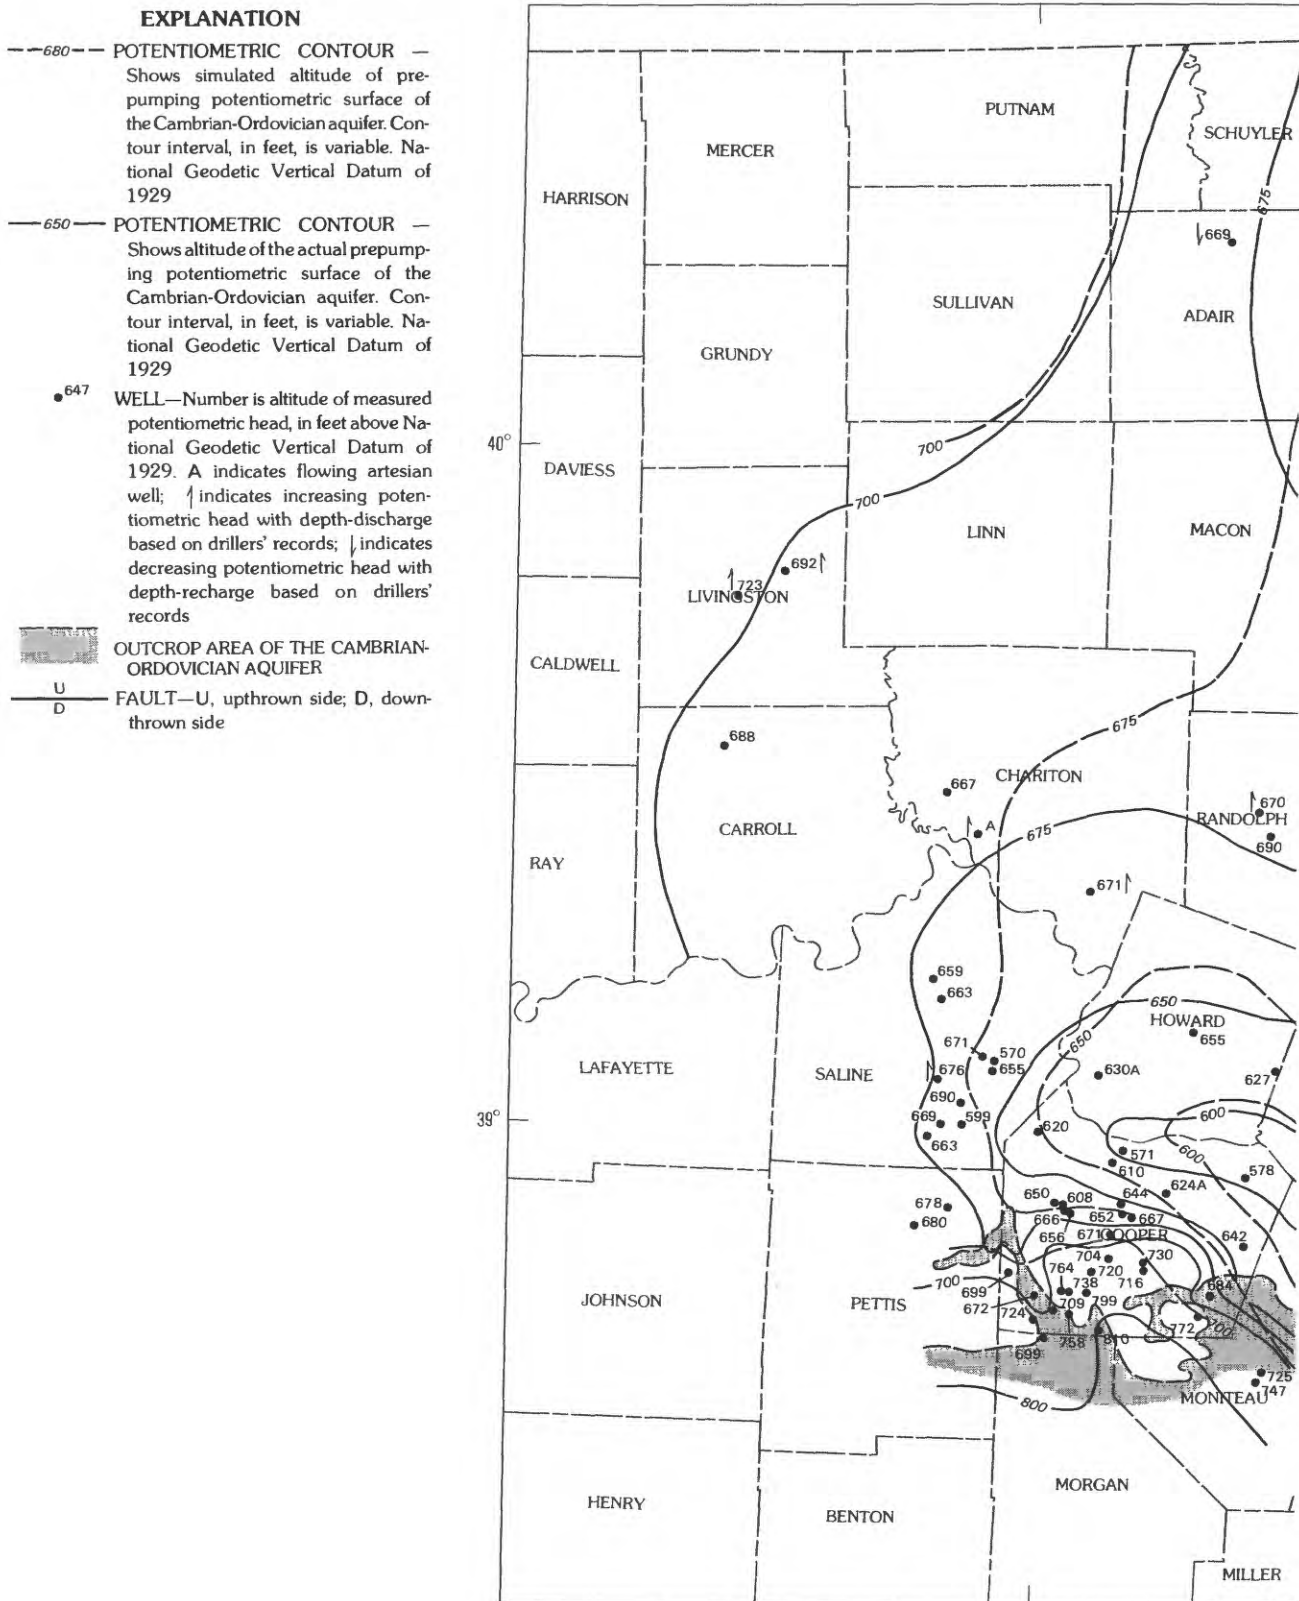 EXPLANATION
—680— POTENTIOMETRIC CONTOUR —
Shows simulated altitude of pre-
pumping potentiometric surface of
the Cambrian-Ordovician aquifer. Con-
tour interval, in feet, is variable. Na-
tional Geodetic Vertical Datum of
1929
—650— POTENTIOMETRIC CONTOUR —
Shows altitude of the actual prepump-
ing potentiometric surface of the
Cambrian-Ordovician aquifer. Con-
tour interval, in feet, is variable. Na-
tional Geodetic Vertical Datum of
1929
647 WELL—Number is altitude of measured
potentiometric head, in feet above Na-
tional Geodetic Vertical Datum of
1929. A indicates flowing artesian
well; ↿ indicates increasing poten-
tiometric head with depth-discharge
based on drillers' records; ⇂ indicates
decreasing potentiometric head with
depth-recharge based on drillers'
records
OUTCROP AREA OF THE CAMBRIAN-
ORDOVICIAN AQUIFER
U
D
FAULT—U, upthrown side; D, down-
thrown side
PUTNAM
SCHUYLER
MERCER
HARRISON
675
669
SULLIVAN
ADAIR
GRUNDY
40°
700
DAVIESS
700
LINN
MACON
692
723
LIVINGSTON
CALDWELL
675
688
CHARITON
667
670
CARROLL
A
675
RANDOLPH
690
RAY
671
659
663
650
HOWARD
655
650
671
570
LAFAYETTE
SALINE
676
655
630A
627
690
600
39°
669
599
620
663
571
600
610
578
624A
678
650
608
644
680
666
652
667
656
671
COOPER
642
704
730
764
720
716
700
738
684
JOHNSON
PETTIS
699
672
709
799
724
772
700
699
758
810
725
747
800
MONITEAU
MORGAN
HENRY
BENTON
MILLER